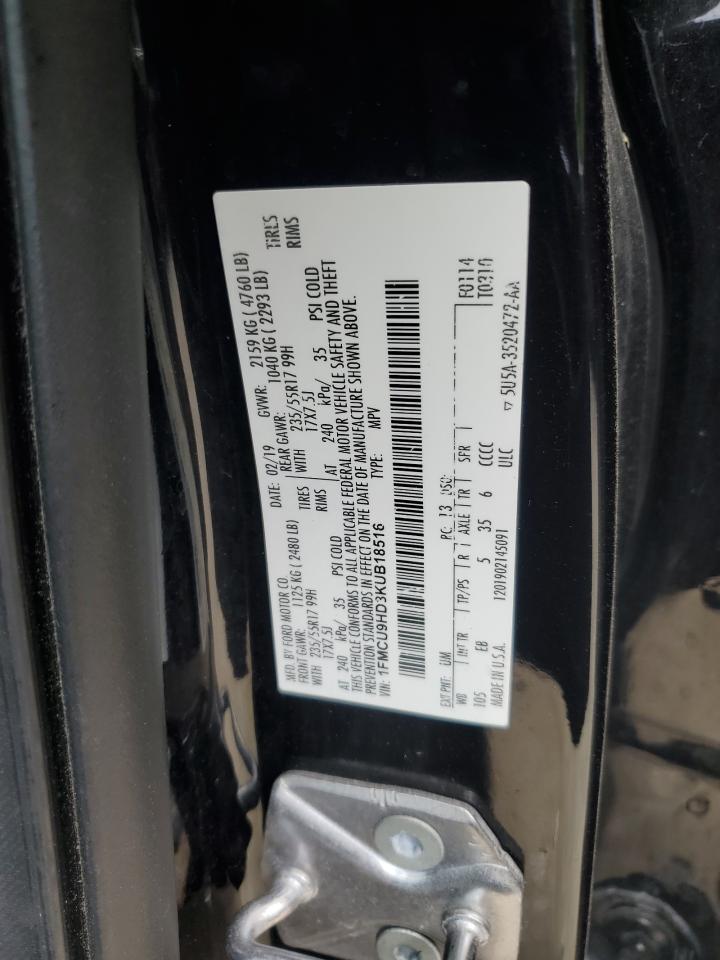 MFD. BY FORD MOTOR CO.
DATE: 02/19 GVWR: 2159 KG ( 4760 LB)
FRONT GAWR: 1125 KG ( 2480 LB) REAR GAWR: 1040 KG ( 2293 LB)
WITH 235/55R17 99H TIRES WITH 235/55R17 99H TIRES
17X7.5J RIMS 17X7.5J RIMS
AT 240 kPa/ 35 PSI COLD AT 240 kPa/ 35 PSI COLD
THIS VEHICLE CONFORMS TO ALL APPLICABLE FEDERAL MOTOR VEHICLE SAFETY AND THEFT
PREVENTION STANDARDS IN EFFECT ON THE DATE OF MANUFACTURE SHOWN ABOVE.
VIN: 1FMCU9HD3KUB18516 TYPE: MPV
EXT PNT: UM PC: 13 DSO: F0114
WB INT TR TP/PS R AXLE TR SPR T0310
105 EB 5 35 6 CCCC
MADE IN U.S.A. 1201902145091 ULC ▽ 5U5A-3520472-AA